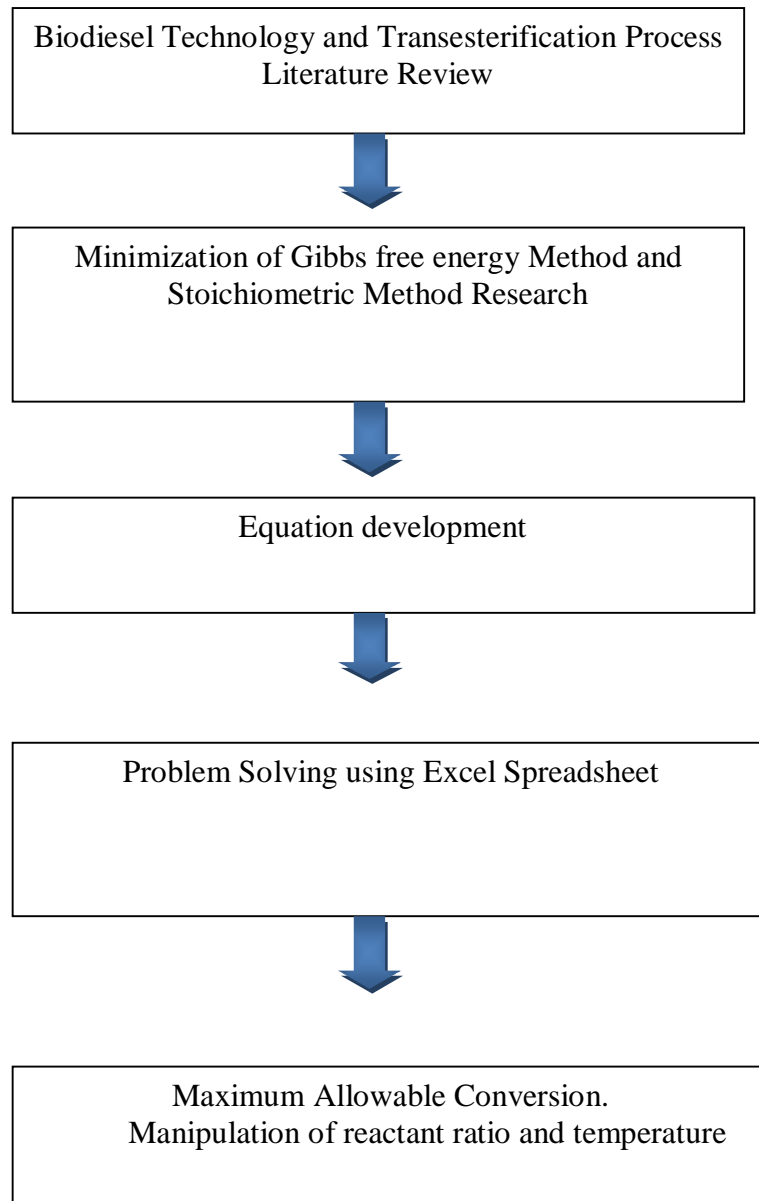 Biodiesel Technology and Transesterification Process
Literature Review
Minimization of Gibbs free energy Method and
Stoichiometric Method Research
Equation development
Problem Solving using Excel Spreadsheet
Maximum Allowable Conversion.
Manipulation of reactant ratio and temperature